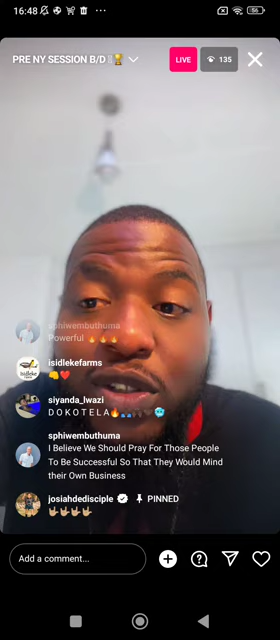 16:48
56
PRE NY SESSION B/D
LIVE
135
sphiwembuthuma
Powerful 🔥🔥🔥
isidlekefarms
siyanda_lwazi
D O K O T E L A
sphiwembuthuma
I Believe We Should Pray For Those People
To Be Successful So That They Would Mind
their Own Business
josiahdedisciple PINNED
Add a comment...